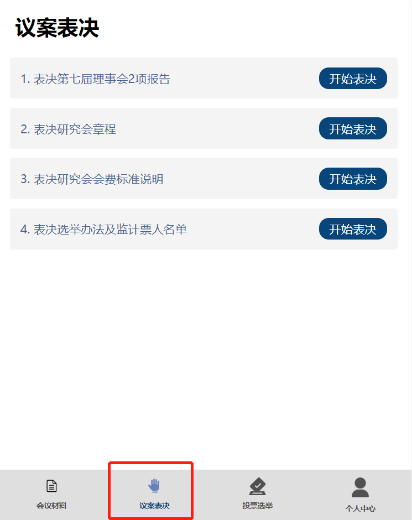 议案表决
1. 表决第七届理事会2项报告
开始表决
2. 表决研究会章程
开始表决
3. 表决研究会会费标准说明
开始表决
4. 表决选举办法及监计票人名单
开始表决
会议材料
议案表决
投票选举
个人中心